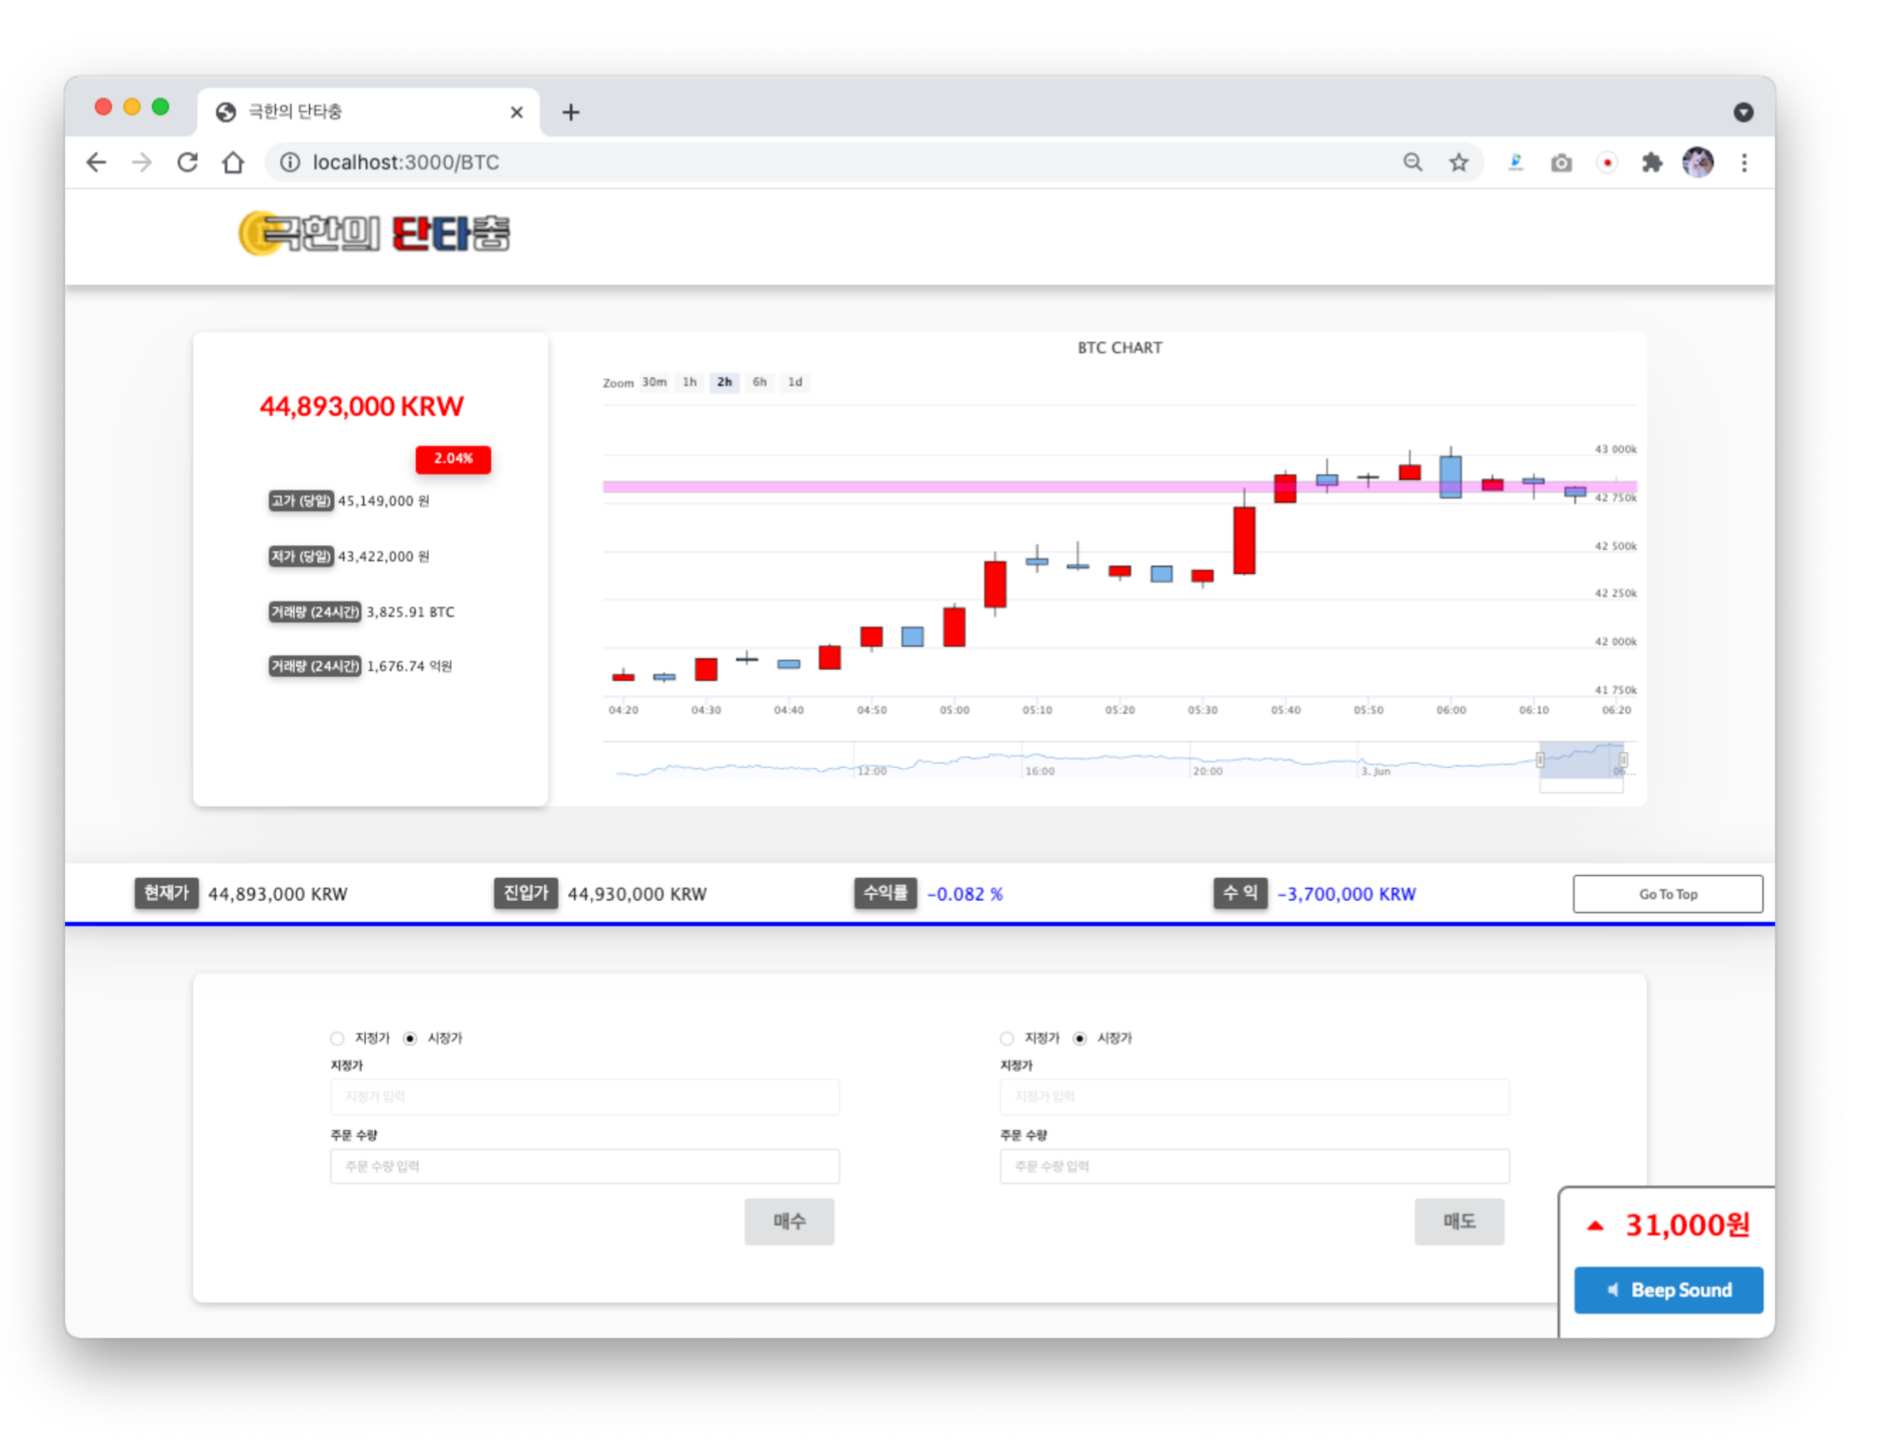 극한의 단타충
localhost:3000/BTC
극한의 단타충
44,893,000 KRW
2.04%
고가 (당일) 45,149,000 원
저가 (당일) 43,422,000 원
거래량 (24시간) 3,825.91 BTC
거래량 (24시간) 1,676.74 억원
BTC CHART
Zoom 30m 1h 2h 6h 1d
43 000k
42 750k
42 500k
42 250k
42 000k
41 750k
04:20 04:30 04:40 04:50 05:00 05:10 05:20 05:30 05:40 05:50 06:00 06:10 06:20
12:00 16:00 20:00 3. Jun 06…
현재가 44,893,000 KRW 진입가 44,930,000 KRW 수익률 -0.082 % 수 익 -3,700,000 KRW Go To Top
지정가 시장가
지정가
지정가 입력
주문 수량
주문 수량 입력
매수
지정가 시장가
지정가
지정가 입력
주문 수량
주문 수량 입력
매도
31,000원
Beep Sound